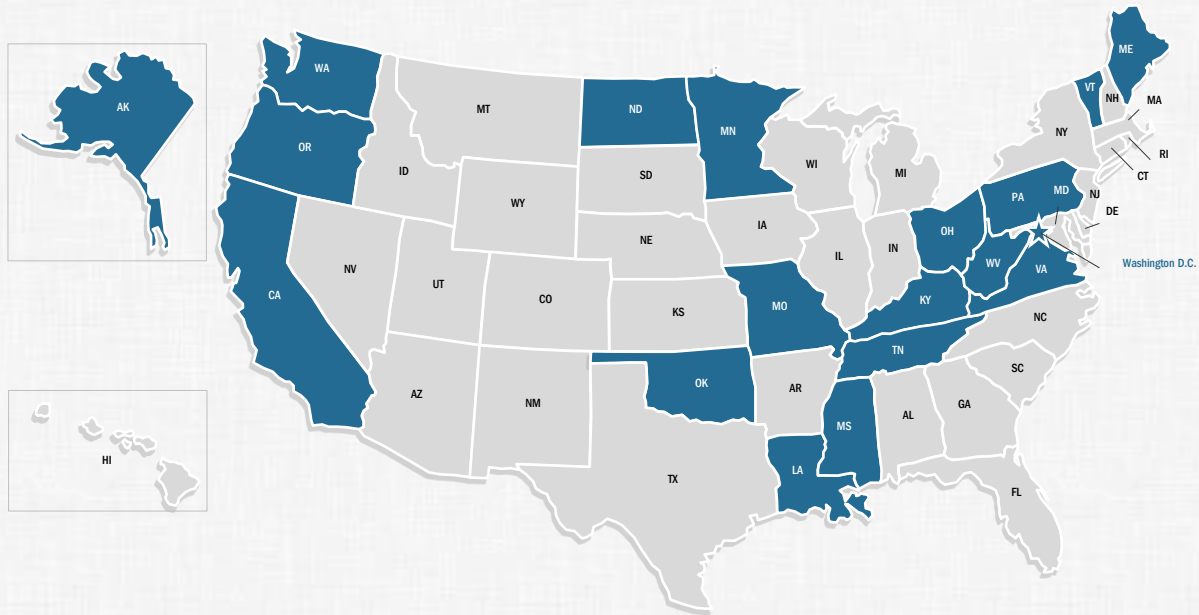 ME
WA
VT
NH
MA
AK
ND
MT
MN
NY
OR
RI
WI
ID
MI
SD
CT
WY
PA
MD
NJ
DE
IA
OH
NE
IN
IL
WV
Washington D.C.
NV
VA
UT
CA
CO
KY
MO
KS
NC
TN
SC
OK
AR
AZ
NM
GA
AL
MS
HI
LA
TX
FL